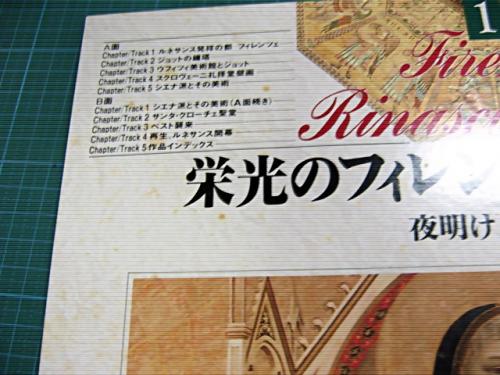 A面
Chapter/Track 1 ルネサンス発祥の都 フィレンツェ
Chapter/Track 2 ジョットの鐘塔
Chapter/Track 3 ウフィツィ美術館とジョット
Chapter/Track 4 スクロヴェーニ礼拝堂壁画
Chapter/Track 5 シエナ派とその美術
B面
Chapter/Track 1 シエナ派とその美術(A面続き)
Chapter/Track 2 サンタ・クローチェ聖堂
Chapter/Track 3 ペスト襲来
Chapter/Track 4 再生、ルネサンス開幕
Chapter/Track 5 作品インデックス
1
Fire
Rinasc
栄光のフィレン
夜明け